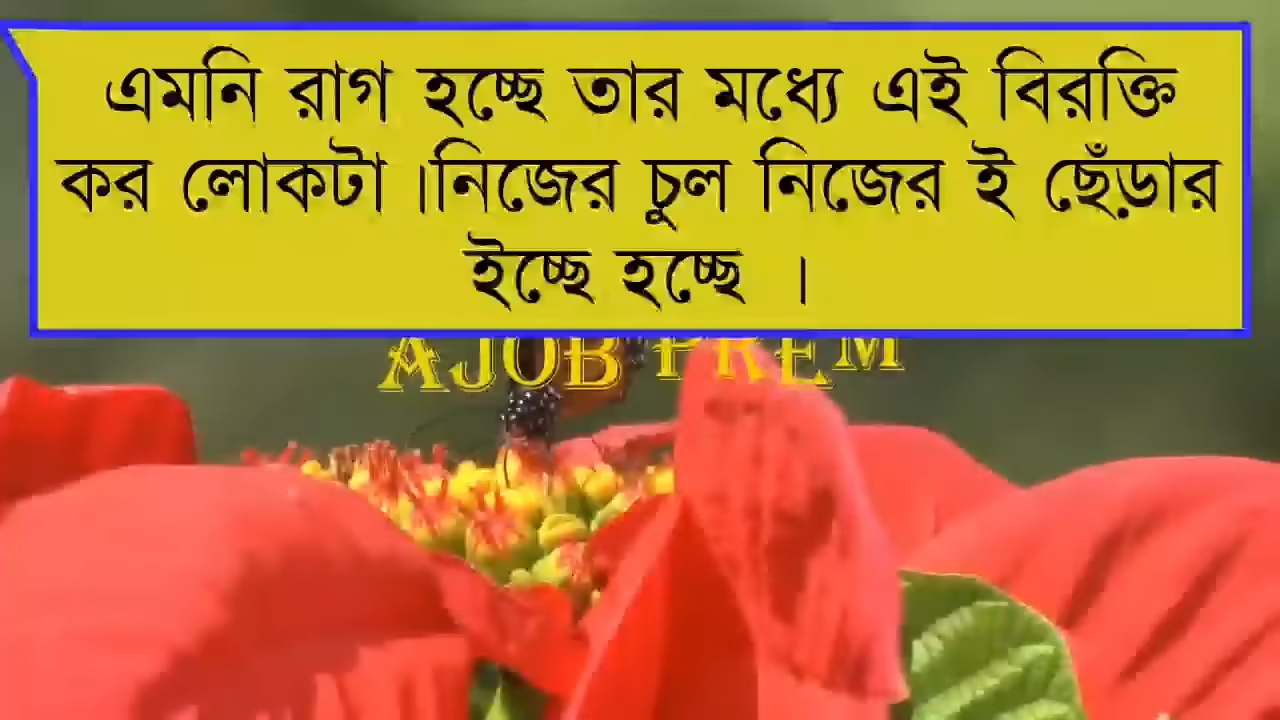 এমনি রাগ হচ্ছে তার মধ্যে এই বিরক্তি
কর লোকটা ।নিজের চুল নিজের ই ছেঁড়ার
ইচ্ছে হচ্ছে ।
AJOB PREM